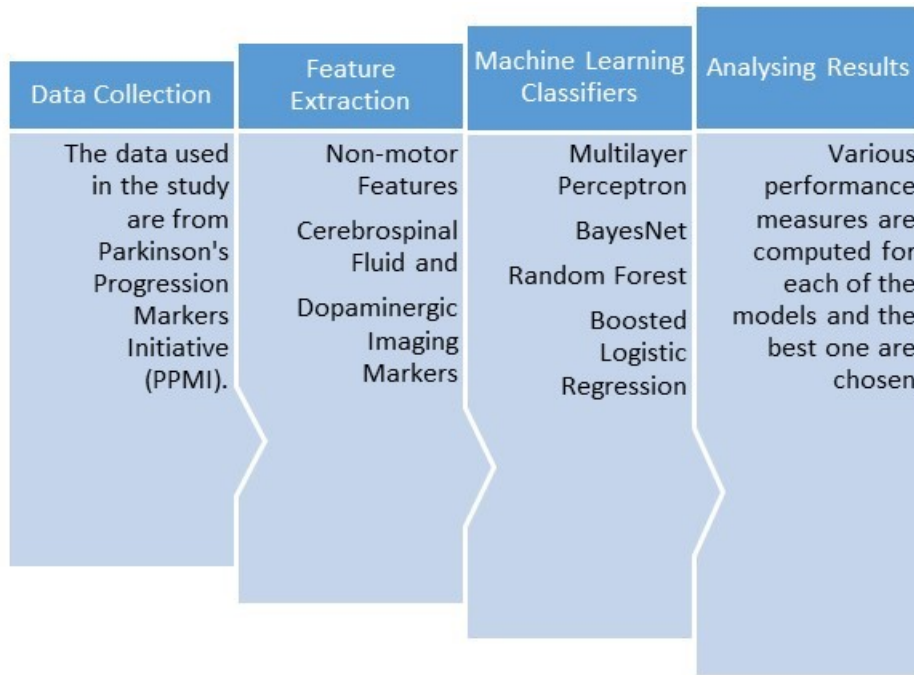 Data Collection
The data used
in the study
are from
Parkinson's
Progression
Markers
Initiative
(PPMI).
Feature
Extraction
Non-motor
Features
Cerebrospinal
Fluid and
Dopaminergic
Imaging
Markers
Machine Learning
Classifiers
Multilayer
Perceptron
BayesNet
Random Forest
Boosted
Logistic
Regression
Analysing Results
Various
performance
measures are
computed for
each of the
models and the
best one are
chosen